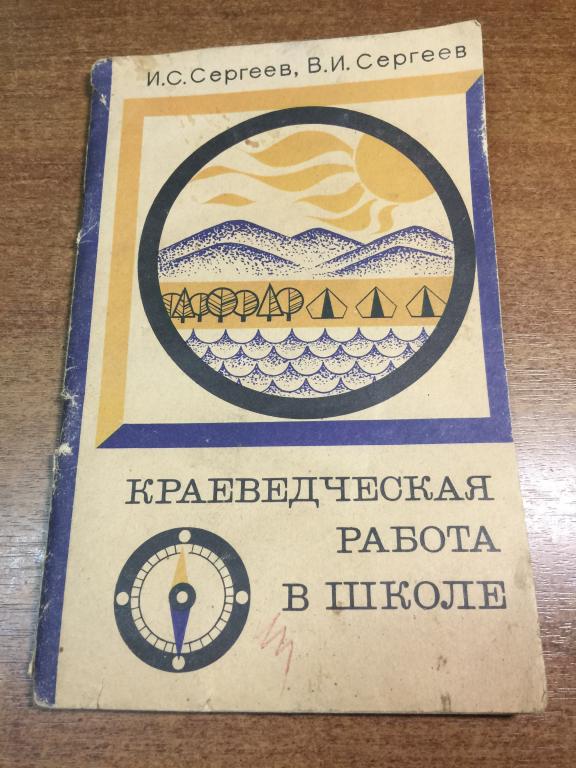 И.С.Сергеев, В.И.Сергеев
КРАЕВЕДЧЕСКАЯ
РАБОТА
В ШКОЛЕ